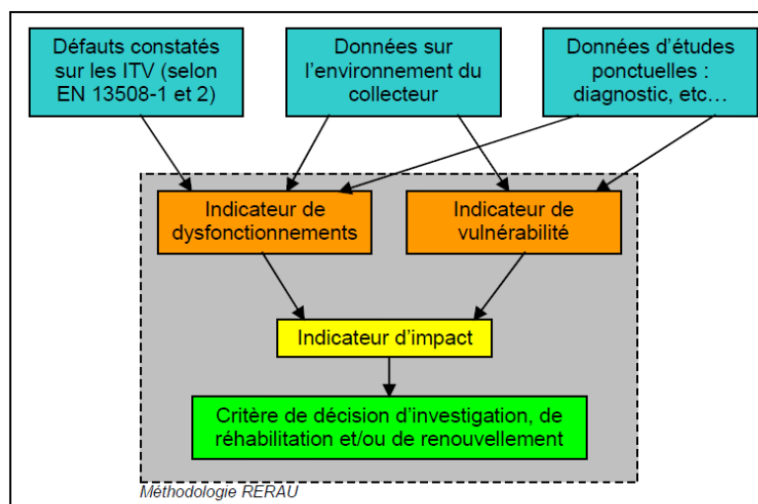 Défauts constatés
sur les ITV (selon
EN 13508-1 et 2)
Données sur
l'environnement du
collecteur
Données d'études
ponctuelles :
diagnostic, etc…
Indicateur de
dysfonctionnements
Indicateur de
vulnérabilité
Indicateur d'impact
Critère de décision d'investigation, de
réhabilitation et/ou de renouvellement
Méthodologie RERAU